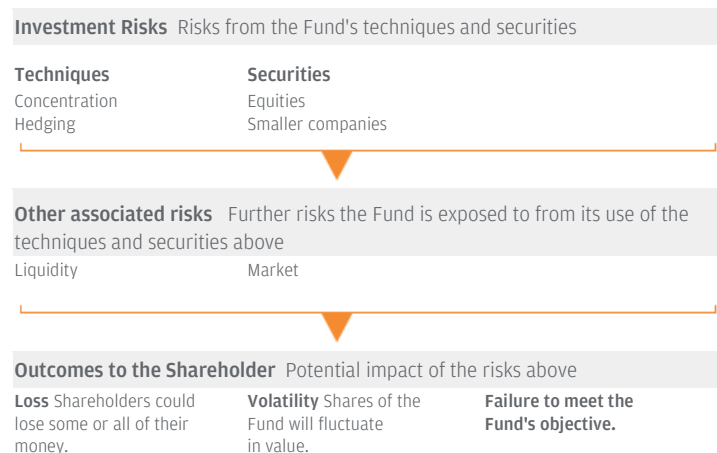 Investment Risks Risks from the Fund's techniques and securities
Techniques Securities
Concentration Equities
Hedging Smaller companies
Other associated risks Further risks the Fund is exposed to from its use of the
techniques and securities above
Liquidity Market
Outcomes to the Shareholder Potential impact of the risks above
Loss Shareholders could
lose some or all of their
money.
Volatility Shares of the
Fund will fluctuate
in value.
Failure to meet the
Fund's objective.